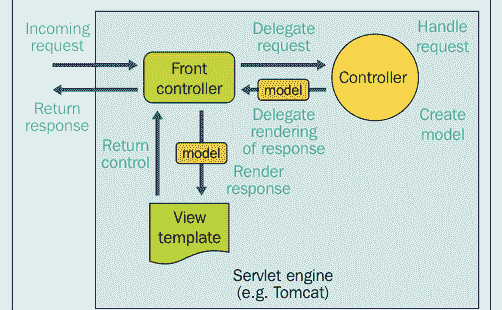 Incoming
request
Delegate
request
Handle
request
Front
controller
model
Controller
Return
response
Delegate
rendering
of response
Create
model
Return
control
model
Render
response
View
template
Servlet engine
(e.g. Tomcat)